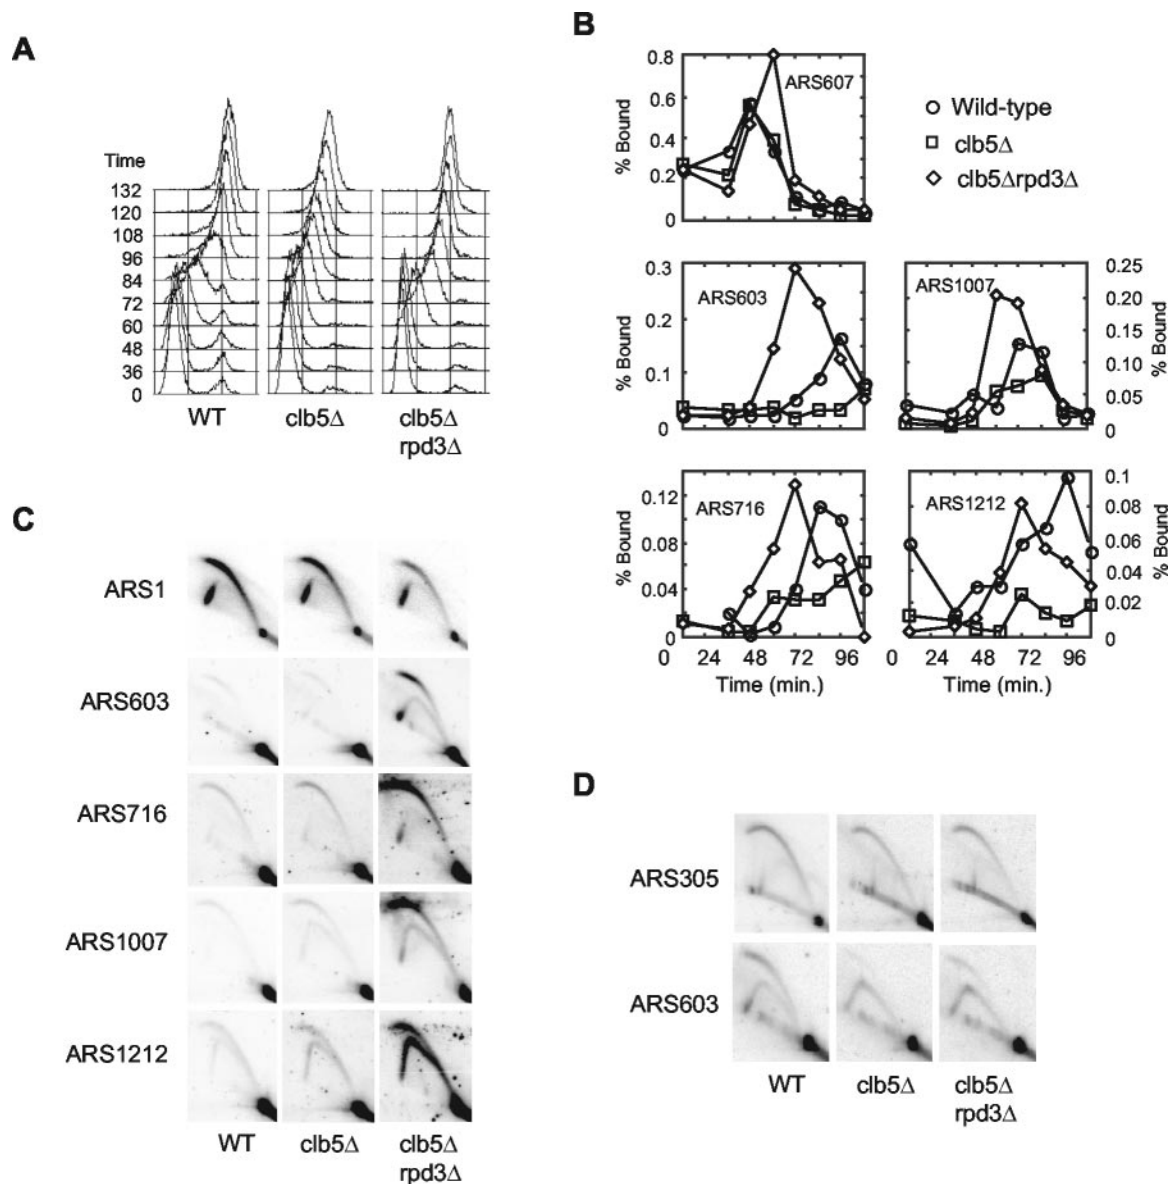 A
Time
132
120
108
96
84
72
60
48
36
0
WT
clb5Δ
clb5Δ
rpd3Δ
B
0.8
0.6
0.4
0.2
0
% Bound
ARS607
Wild-type
clb5Δ
clb5Δrpd3Δ
0.3
0.2
0.1
0
% Bound
ARS603
ARS1007
0.25
0.20
0.15
0.10
0.05
0
% Bound
0.12
0.08
0.04
0
% Bound
ARS716
0 24 48 72 96
Time (min.)
ARS1212
0.1
0.08
0.06
0.04
0.02
0
% Bound
0 24 48 72 96
Time (min.)
C
ARS1
ARS603
ARS716
ARS1007
ARS1212
WT
clb5Δ
clb5Δ
rpd3Δ
D
ARS305
ARS603
WT
clb5Δ
clb5Δ
rpd3Δ